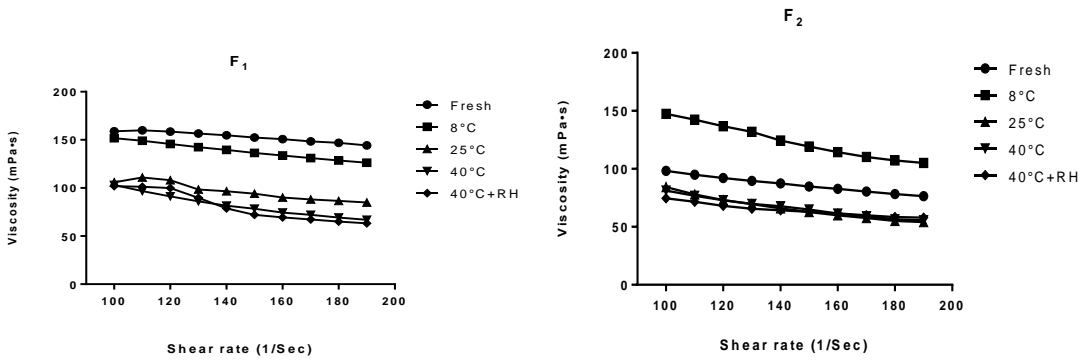 F1
200
150
100
50
0
Viscosity (mPa•s)
100 120 140 160 180 200
Shear rate (1/Sec)
Fresh
8°C
25°C
40°C
40°C+RH
F2
200
150
100
50
0
Viscosity (mPa•s)
100 120 140 160 180 200
Shear rate (1/Sec)
Fresh
8°C
25°C
40°C
40°C+RH